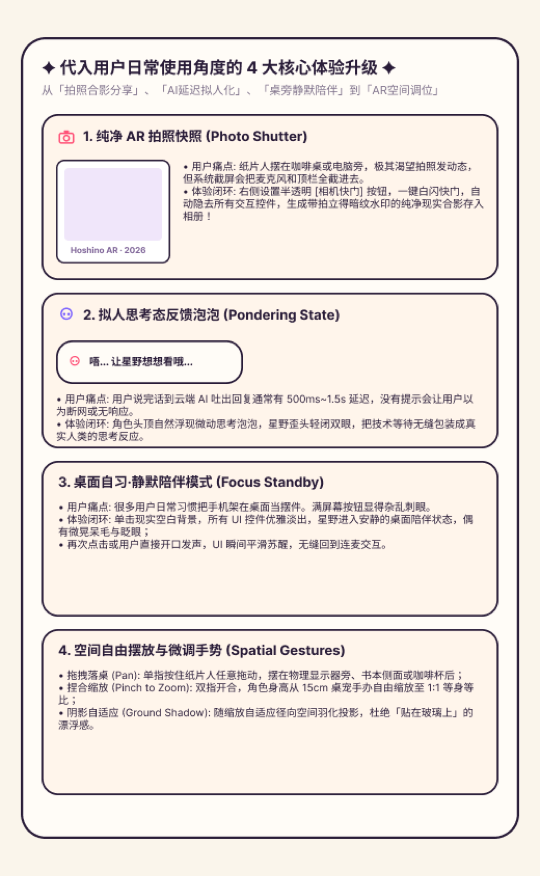 ✦ 代入用户日常使用角度的 4 大核心体验升级 ✦
从「拍照合影分享」、「AI延迟拟人化」、「桌旁静默陪伴」到「AR空间调位」
1. 纯净 AR 拍照快照 (Photo Shutter)
• 用户痛点: 纸片人摆在咖啡桌或电脑旁，极其渴望拍照发动态，
但系统截屏会把麦克风和顶栏全截进去。
• 体验闭环: 右侧设置半透明 [相机快门] 按钮，一键白闪快门，自
动隐去所有交互控件，生成带拍立得暗纹水印的纯净现实合影存入
相册！
Hoshino AR · 2026
2. 拟人思考态反馈泡泡 (Pondering State)
唔... 让星野想想看哦...
• 用户痛点: 用户说完话到云端 AI 吐出回复通常有 500ms~1.5s 延迟，没有提示会让用户以
为断网或无响应。
• 体验闭环: 角色头顶自然浮现微动思考泡泡，星野歪头轻闭双眼，把技术等待无缝包装成真
实人类的思考反应。
3. 桌面自习·静默陪伴模式 (Focus Standby)
• 用户痛点: 很多用户日常习惯把手机架在桌面当摆件。满屏幕按钮显得杂乱刺眼。
• 体验闭环: 单击现实空白背景，所有 UI 控件优雅淡出，星野进入安静的桌面陪伴状态，偶
有微晃呆毛与眨眼；
• 再次点击或用户直接开口发声，UI 瞬间平滑苏醒，无缝回到连麦交互。
4. 空间自由摆放与微调手势 (Spatial Gestures)
• 拖拽落桌 (Pan): 单指按住纸片人任意拖动，摆在物理显示器旁、书本侧面或咖啡杯后；
• 捏合缩放 (Pinch to Zoom): 双指开合，角色身高从 15cm 桌宠手办自由缩放至 1:1 等身等
比；
• 阴影自适应 (Ground Shadow): 随缩放自适应径向空间羽化投影，杜绝「贴在玻璃上」的
漂浮感。